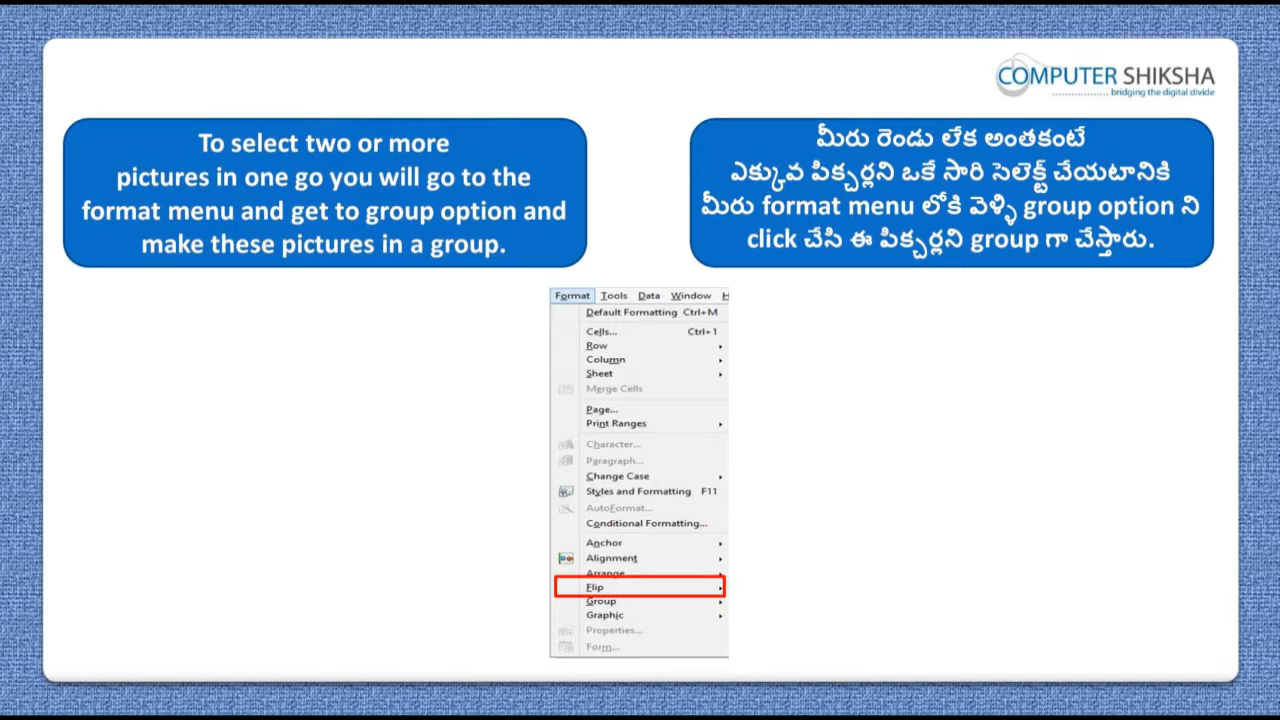 COMPUTER SHIKSHA
bridging the digital divide
To select two or more
pictures in one go you will go to the
format menu and get to group option and
make these pictures in a group.
మీరు రెండు లేక అంతకంటే
ఎక్కువ పిక్చర్లని ఒకే సారి సెలెక్ట్ చేయటానికి
మీరు format menu లోకి వెళ్ళి group option ని
click చేసి ఈ పిక్చర్లని group గా చేస్తారు.
Format Tools Data Window H
Default Formatting Ctrl+M
Cells... Ctrl+1
Row
Column
Sheet
Merge Cells
Page...
Print Ranges
Character...
Paragraph...
Change Case
Styles and Formatting F11
AutoFormat...
Conditional Formatting...
Anchor
Alignment
Arrange
Flip
Group
Graphic
Properties...
Form...